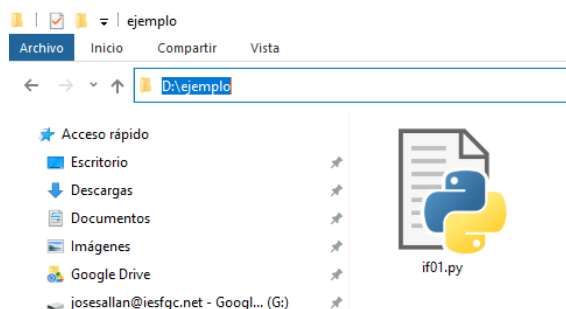 ejemplo
Archivo Inicio Compartir Vista
D:\ejemplo
Acceso rápido
Escritorio
Descargas
Documentos
Imágenes
Google Drive
josesallan@iesfgc.net - Googl... (G:)
if01.py